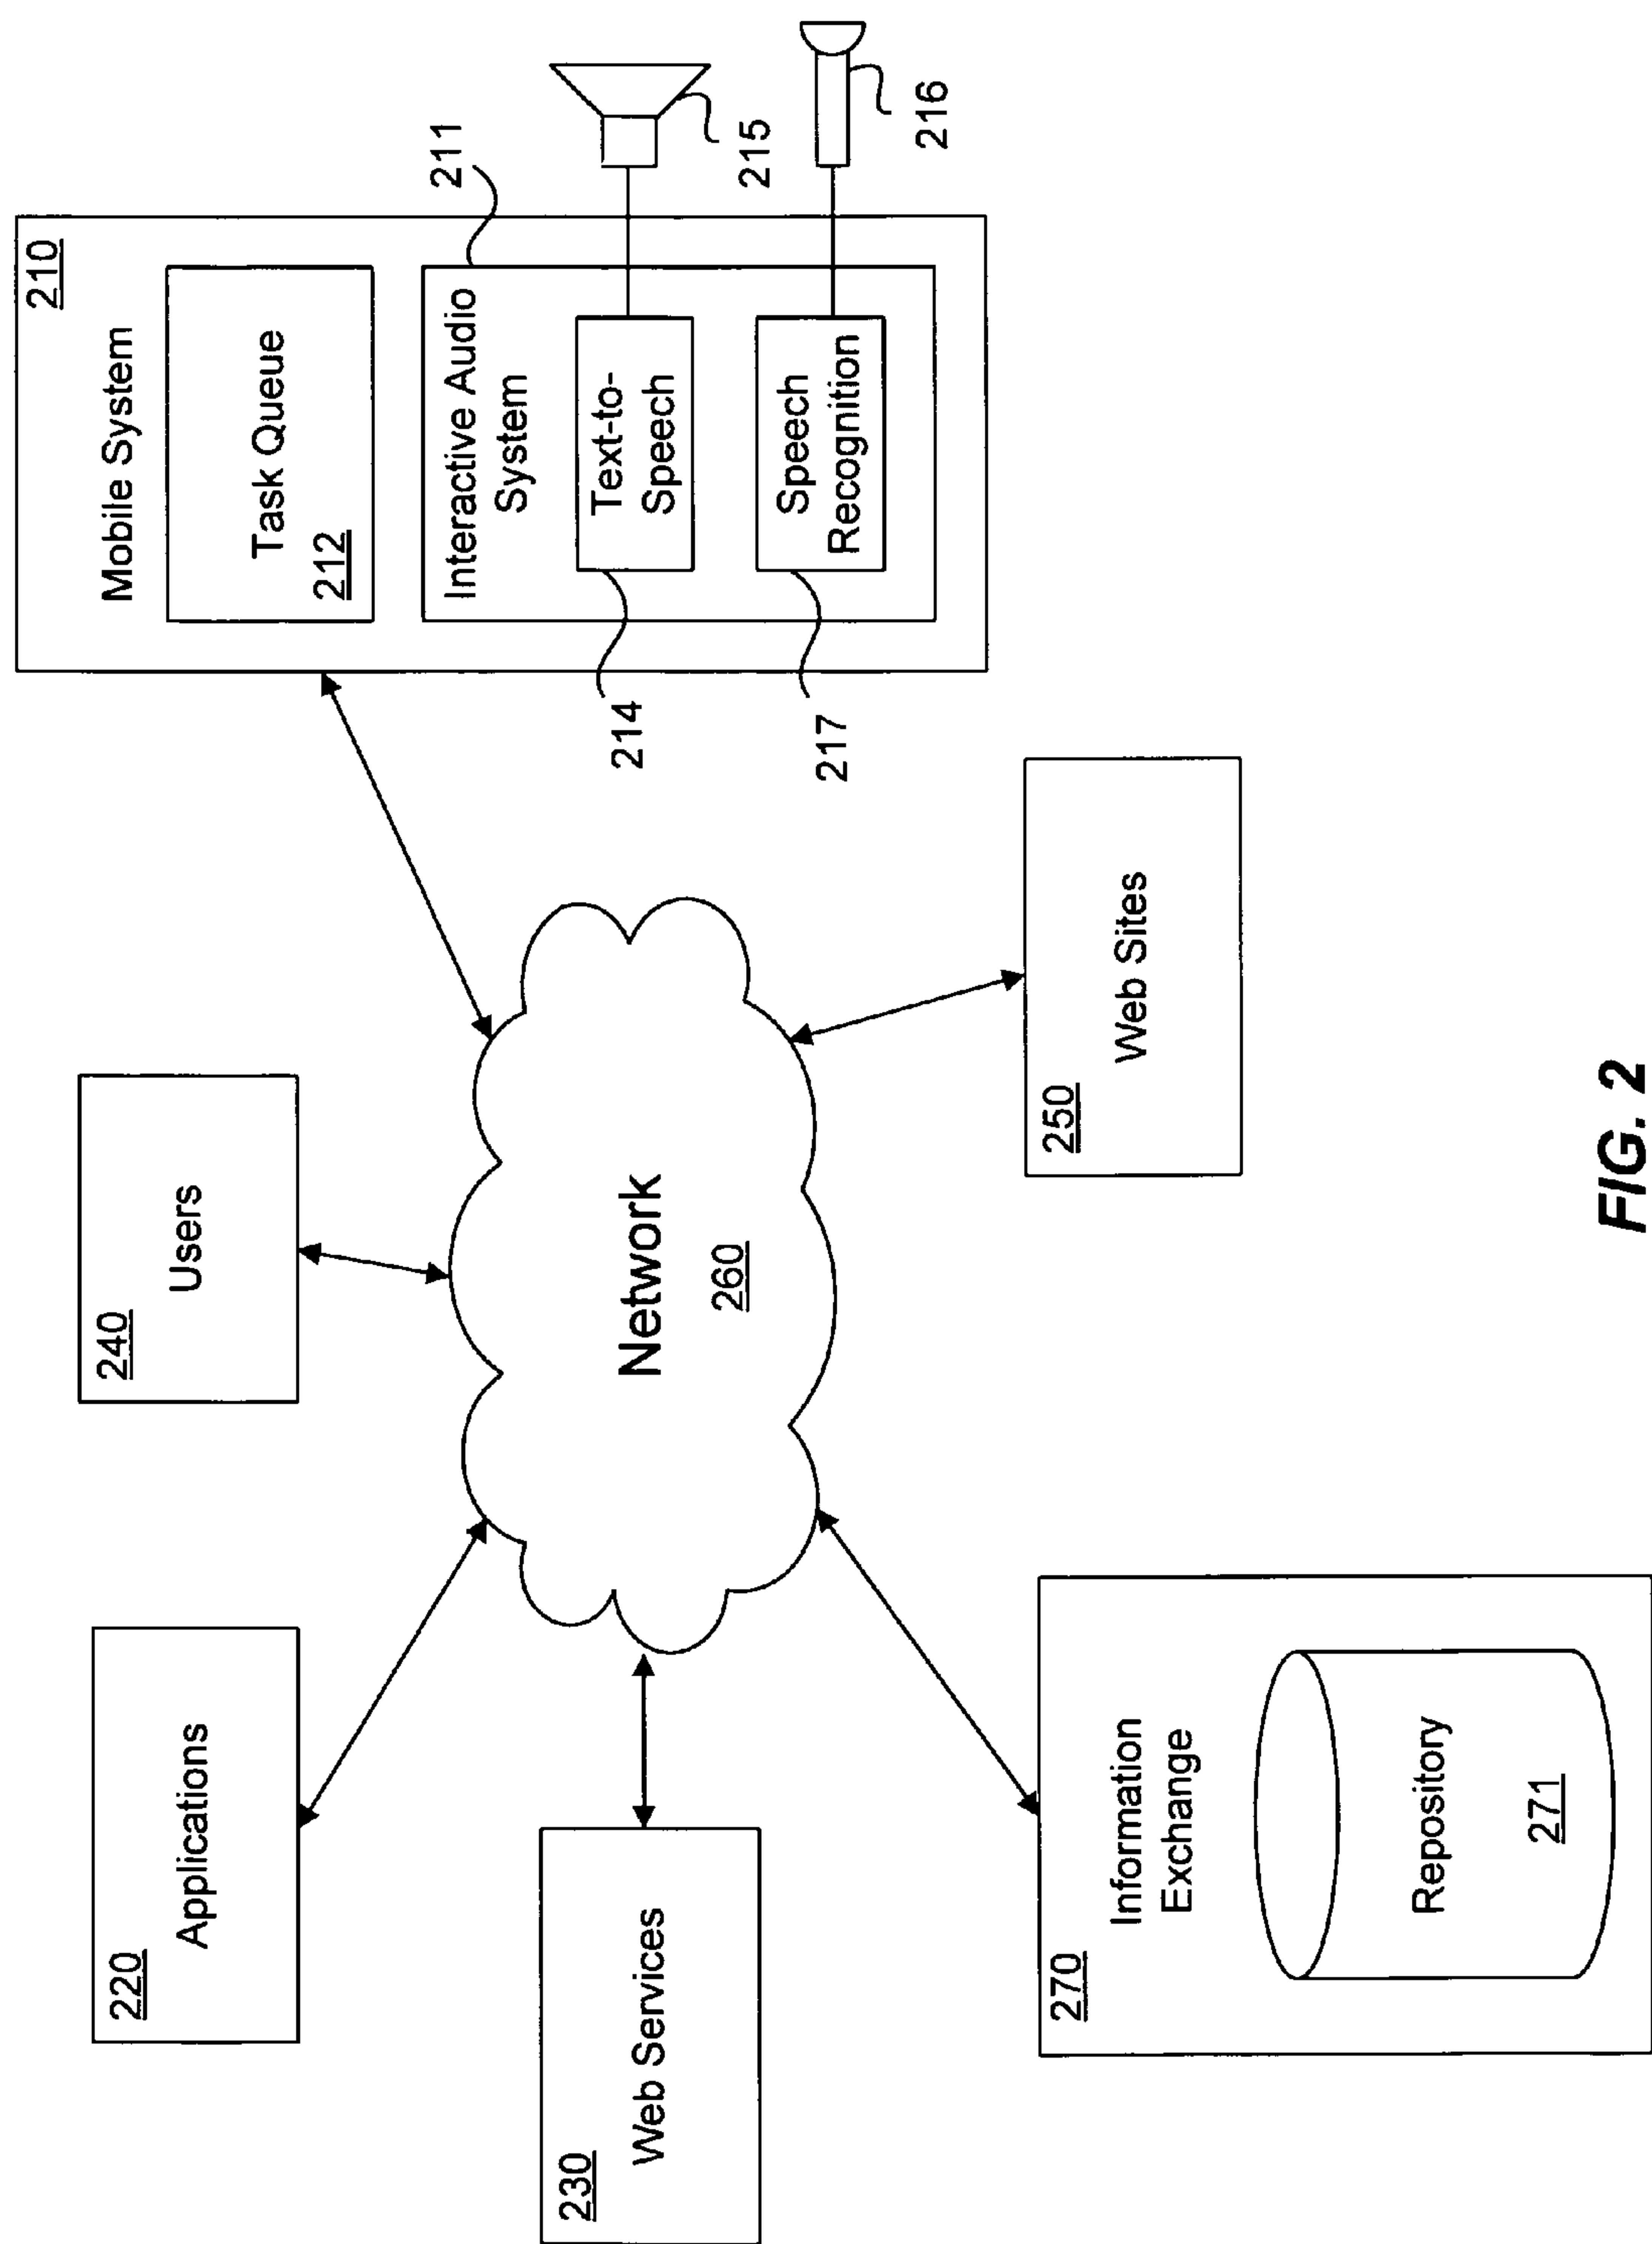 220
Applications
240
Users
210
Mobile System
Task Queue
212
211
Interactive Audio
System
Text-to-
Speech
214
215
Speech
Recognition
217
216
230
Web Services
Network
260
270
Information
Exchange
Repository
271
250
Web Sites
FIG. 2